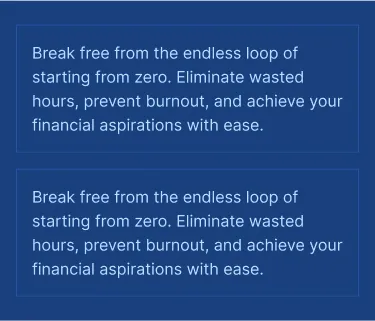 Break free from the endless loop of
starting from zero. Eliminate wasted
hours, prevent burnout, and achieve your
financial aspirations with ease.
Break free from the endless loop of
starting from zero. Eliminate wasted
hours, prevent burnout, and achieve your
financial aspirations with ease.